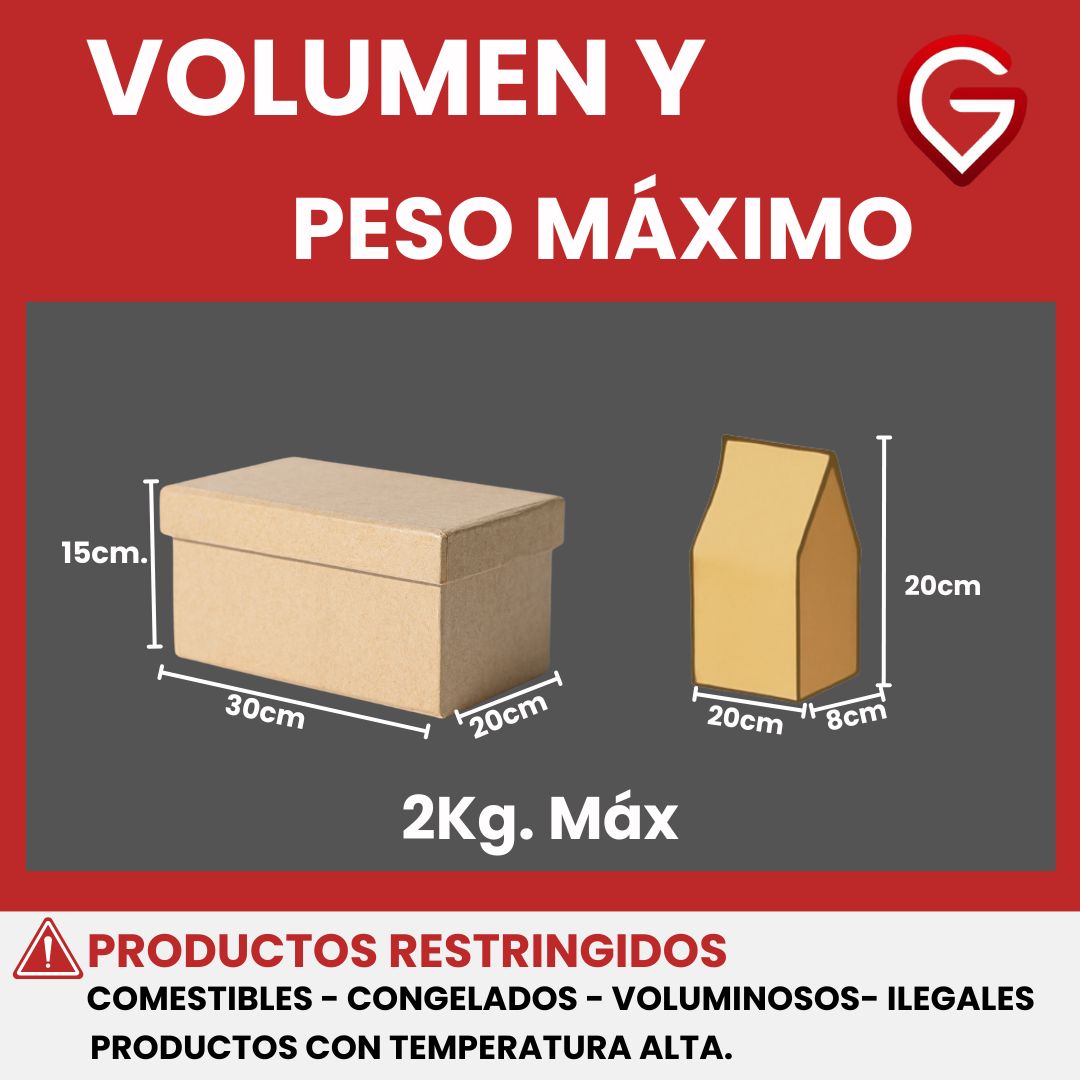 VOLUMEN Y
G
PESO MÁXIMO
15cm.
30cm
20cm
20cm
20cm
8cm
2Kg. Máx
PRODUCTOS RESTRINGIDOS
COMESTIBLES - CONGELADOS - VOLUMINOSOS- ILEGALES
PRODUCTOS CON TEMPERATURA ALTA.